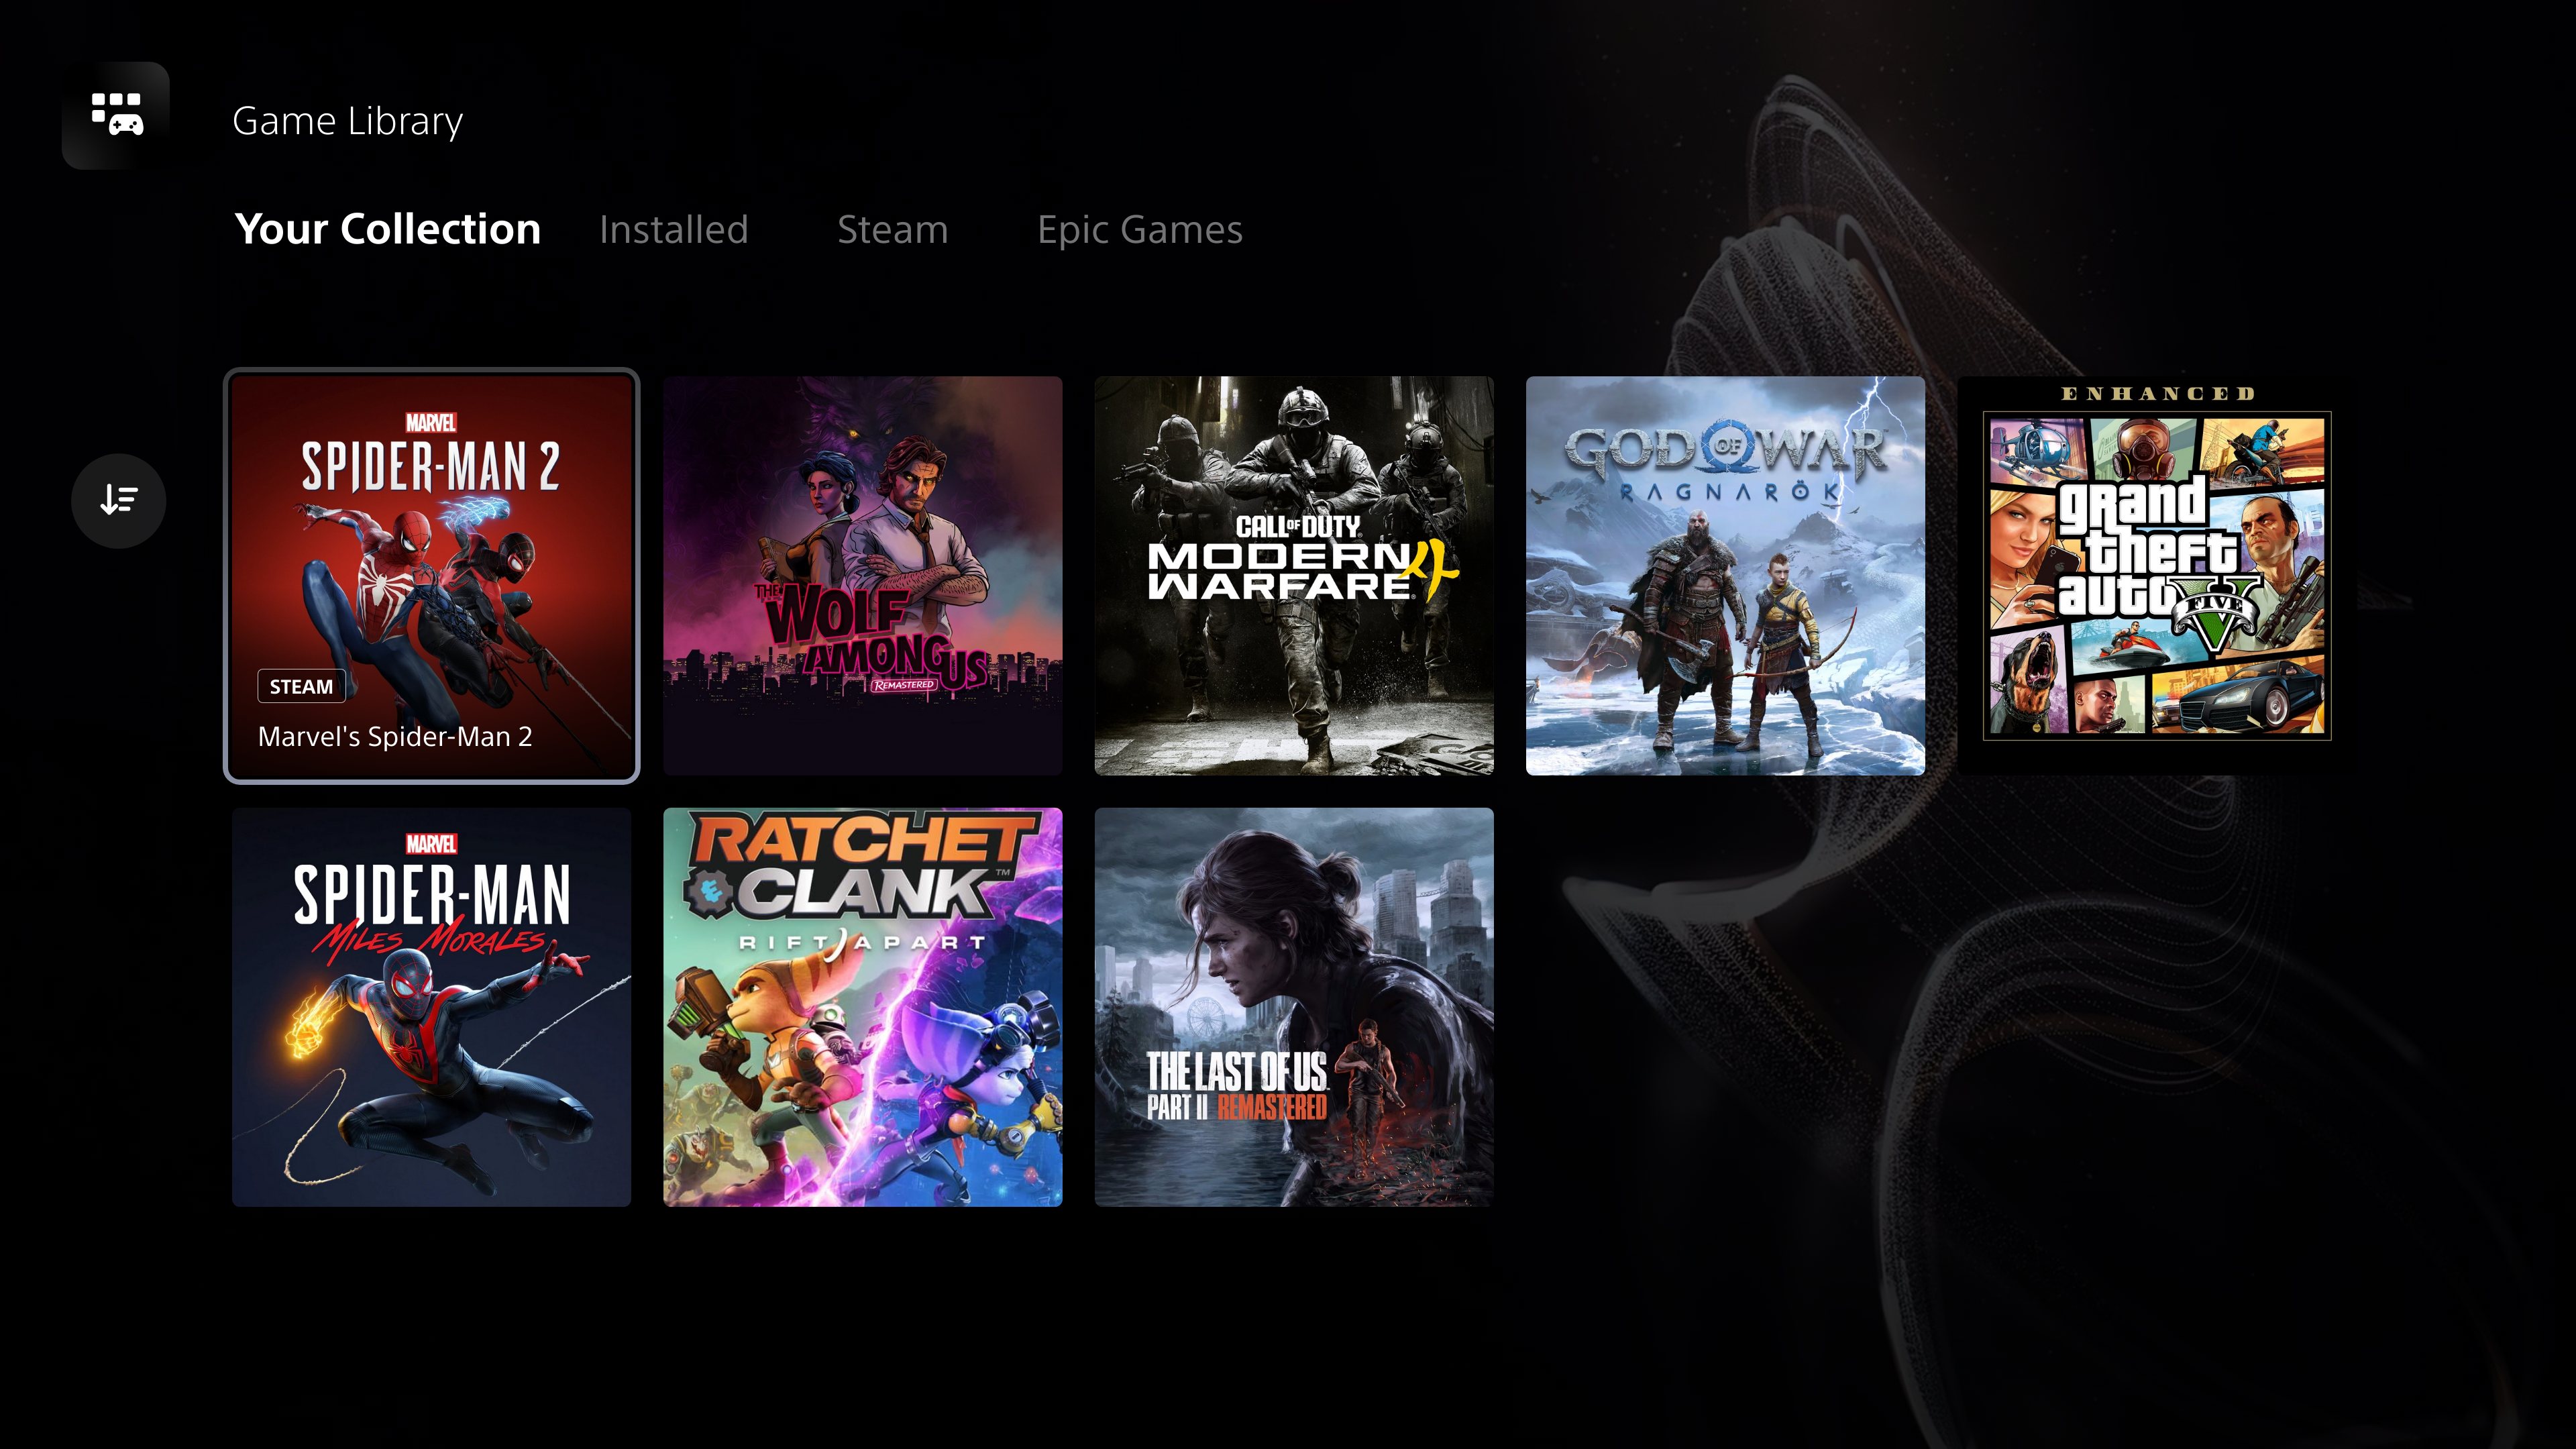 Game Library
Your Collection
Installed
Steam
Epic Games
MARVEL
SPIDER-MAN 2
STEAM
Marvel's Spider-Man 2
THE
WOLF
AMONG US
REMASTERED
CALL OF DUTY
MODERN
WARFARE 4
GOD OF WAR
RAGNARÖK
ENHANCED
grand
theft
auto V
FIVE
MARVEL
SPIDER-MAN
MILES MORALES
RATCHET
CLANK™
RIFT APART
THE LAST OF US
PART II REMASTERED